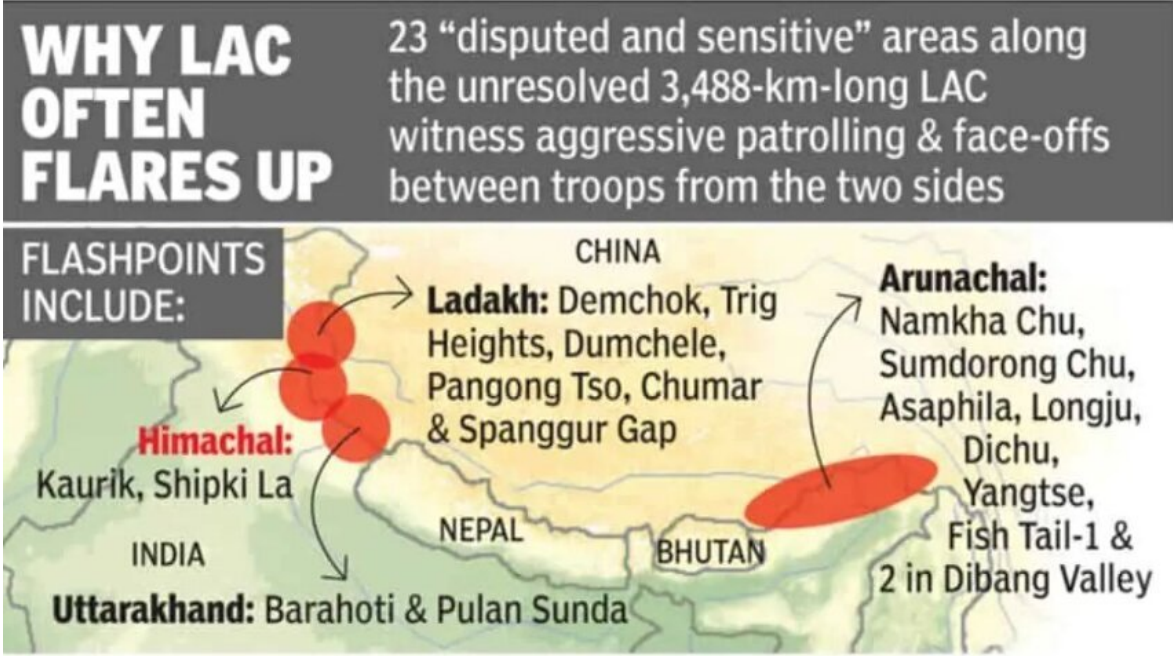 WHY LAC
OFTEN
FLARES UP
23 “disputed and sensitive” areas along
the unresolved 3,488-km-long LAC
witness aggressive patrolling & face-offs
between troops from the two sides
FLASHPOINTS
INCLUDE:
CHINA
Ladakh: Demchok, Trig
Heights, Dumchele,
Pangong Tso, Chumar
& Spanggur Gap
Arunachal:
Namkha Chu,
Sumdorong Chu,
Asaphila, Longju,
Dichu,
Yangtse,
Fish Tail-1 &
2 in Dibang Valley
Himachal:
Kaurik, Shipki La
NEPAL
BHUTAN
INDIA
Uttarakhand: Barahoti & Pulan Sunda